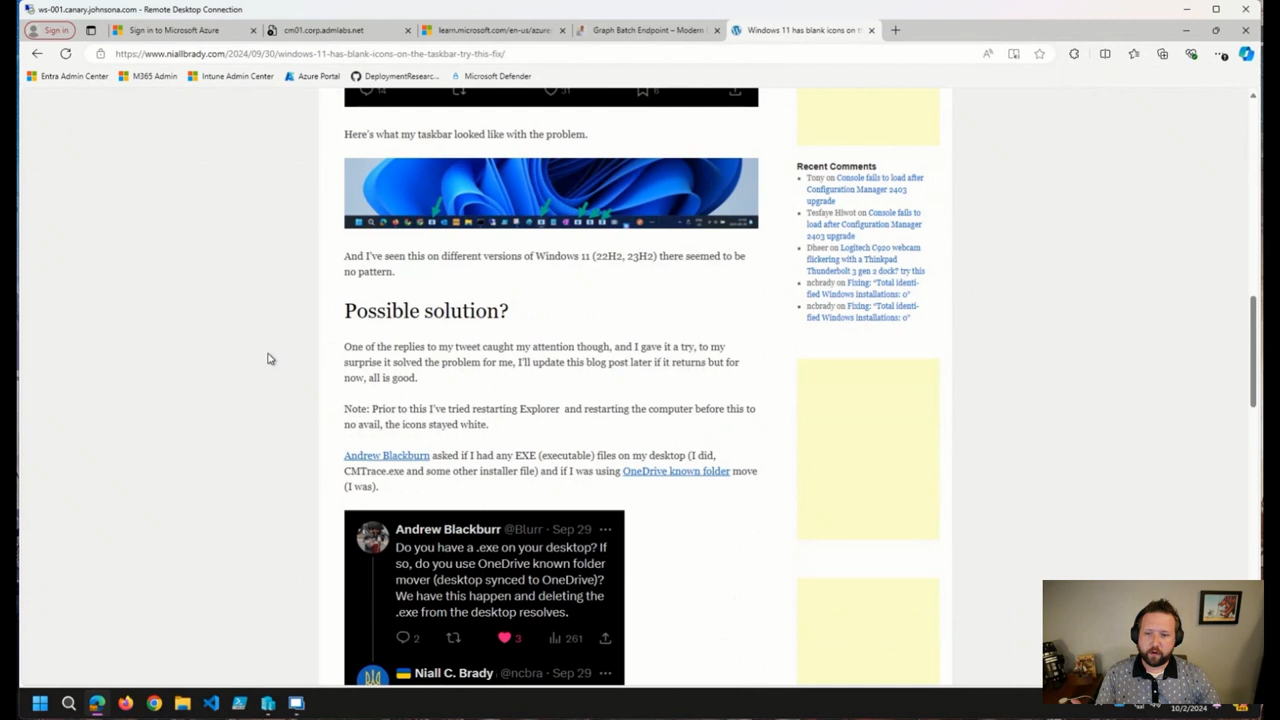 ws-001.canary.johnsona.com - Remote Desktop Connection
Sign in
Sign in to Microsoft Azure
cm01.corp.admlabs.net
learn.microsoft.com/en-us/azure
Graph Batch Endpoint – Modern
Windows 11 has blank icons on th
https://www.niallbrady.com/2024/09/30/windows-11-has-blank-icons-on-the-taskbar-try-this-fix/
Entra Admin Center
M365 Admin
Intune Admin Center
Azure Portal
DeploymentResearc...
Microsoft Defender
14
31
8
Here's what my taskbar looked like with the problem.
And I've seen this on different versions of Windows 11 (22H2, 23H2) there seemed to be
no pattern.
Possible solution?
One of the replies to my tweet caught my attention though, and I gave it a try, to my
surprise it solved the problem for me, I'll update this blog post later if it returns but for
now, all is good.
Note: Prior to this I've tried restarting Explorer and restarting the computer before this to
no avail, the icons stayed white.
Andrew Blackburn asked if I had any EXE (executable) files on my desktop (I did,
CMTrace.exe and some other installer file) and if I was using OneDrive known folder move
(I was).
Andrew Blackburr @Blurr · Sep 29 ···
Do you have a .exe on your desktop? If
so, do you use OneDrive known folder
mover (desktop synced to OneDrive)?
We have this happen and deleting the
.exe from the desktop resolves.
2
3
261
Niall C. Brady @ncbra · Sep 29 ···
Recent Comments
Tony on Console fails to load after
Configuration Manager 2403
upgrade
Tesfaye Hiwot on Console fails to
load after Configuration Manager
2403 upgrade
Dheer on Logitech C920 webcam
flickering with a Thinkpad
Thunderbolt 3 gen 2 dock? try this
ncbrady on Fixing: "Total identi-
fied Windows installations: 0"
ncbrady on Fixing: "Total identi-
fied Windows installations: 0"
10/2/2024